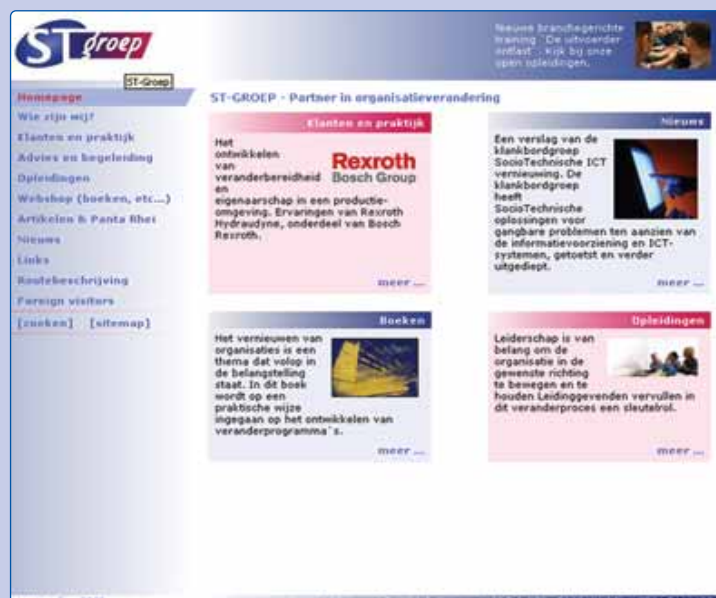 STgroep
Nieuwe branchegerichte
training "De uitvoerder
ontlast". Kijk bij onze
open opleidingen.
ST-Groep
Homepage
Wie zijn wij?
Klanten en praktijk
Advies en begeleiding
Opleidingen
Webshop (boeken, etc...)
Artikelen & Panta Rhei
Nieuws
Links
Routebeschrijving
Foreign visitors
[zoeken] [sitemap]
ST-GROEP - Partner in organisatieverandering
Klanten en praktijk
Het
ontwikkelen
van
veranderbereidheid
en
eigenaarschap in een productie-
omgeving. Ervaringen van Rexroth
Hydraudyne, onderdeel van Bosch
Rexroth.
Rexroth
Bosch Group
meer ...
Nieuws
Een verslag van de
klankbordgroep
SocioTechnische ICT
vernieuwing. De
klankbordgroep
heeft
SocioTechnische
oplossingen voor
gangbare problemen ten aanzien van
de informatievoorziening en ICT-
systemen, getoetst en verder
uitgediept.
meer ...
Boeken
Het vernieuwen van
organisaties is een
thema dat volop in
de belangstelling
staat. In dit boek
wordt op een
praktische wijze
ingegaan op het ontwikkelen van
veranderprogramma`s.
meer ...
Opleidingen
Leiderschap is van
belang om de
organisatie in de
gewenste richting
te bewegen en te
houden Leidinggevenden vervullen in
dit veranderproces een sleutelrol.
meer ...